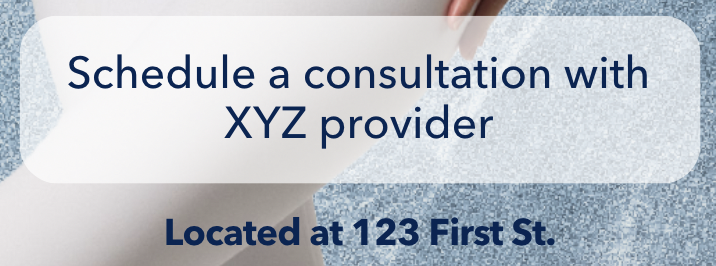 Schedule a consultation with
XYZ provider
Located at 123 First St.